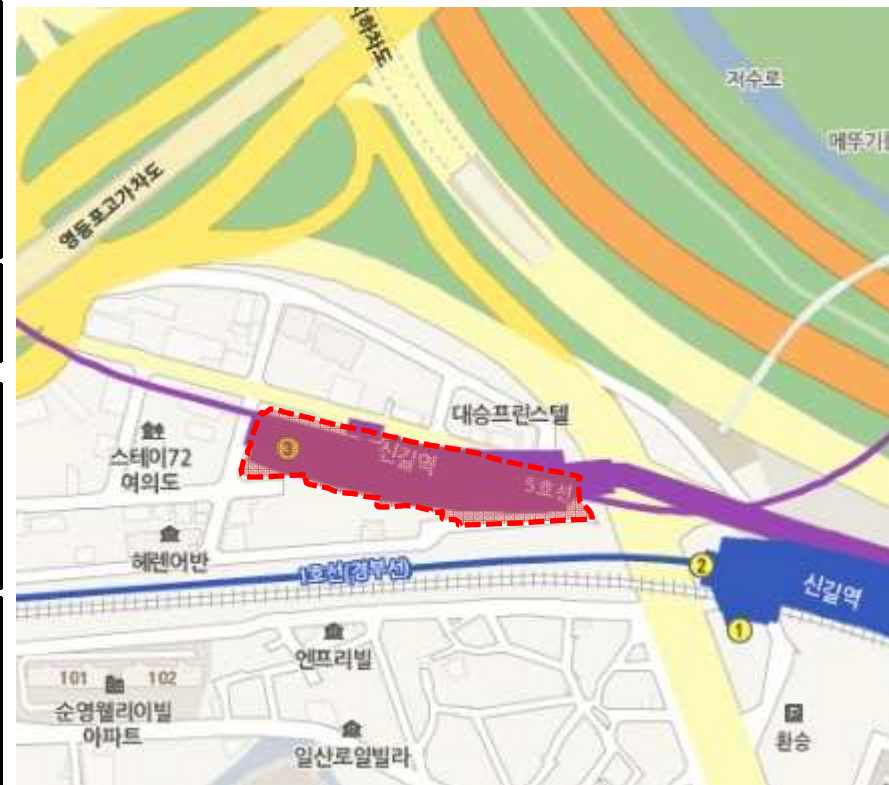 지하차도
저수로
메뚜기
영등포고가차도
대승프린스텔
스테이72
여의도
3
신길역
5호선
헤렌어반
1호선(경부선)
2
신길역
1
엔프리빌
101
102
순영웰리이빌
아파트
환승
일산로얄빌라